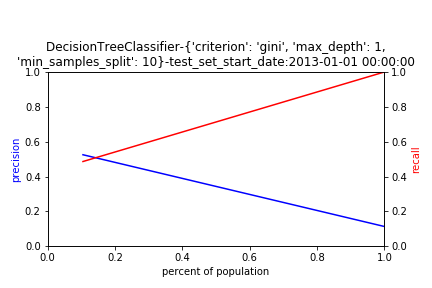 DecisionTreeClassifier-{'criterion': 'gini', 'max_depth': 1,
'min_samples_split': 10}-test_set_start_date:2013-01-01 00:00:00
1.0
0.8
0.6
0.4
0.2
0.0
precision
1.0
0.8
0.6
0.4
0.2
0.0
recall
0.0 0.2 0.4 0.6 0.8 1.0
percent of population